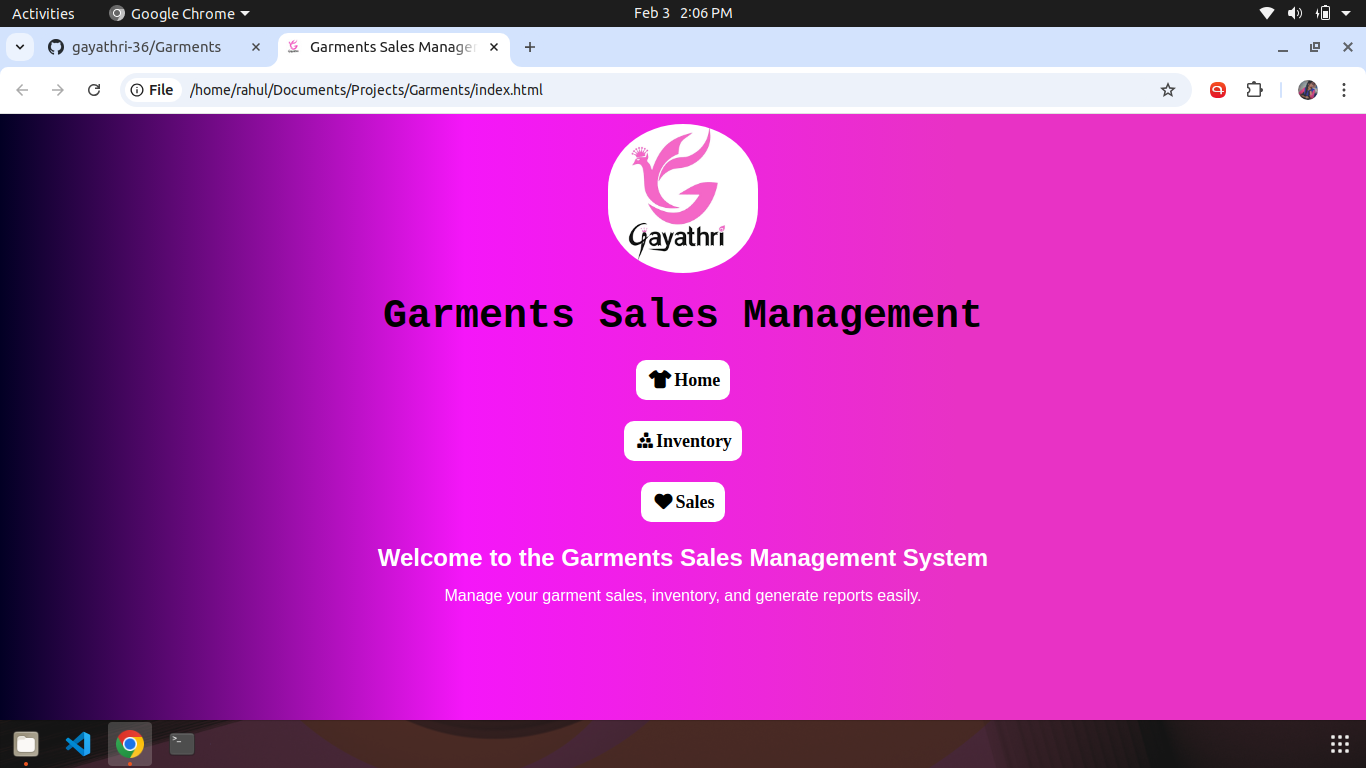 Activities Google Chrome Feb 3 2:06 PM
gayathri-36/Garments Garments Sales Manager
File /home/rahul/Documents/Projects/Garments/index.html
Gayathri
Garments Sales Management
Home
Inventory
Sales
Welcome to the Garments Sales Management System
Manage your garment sales, inventory, and generate reports easily.